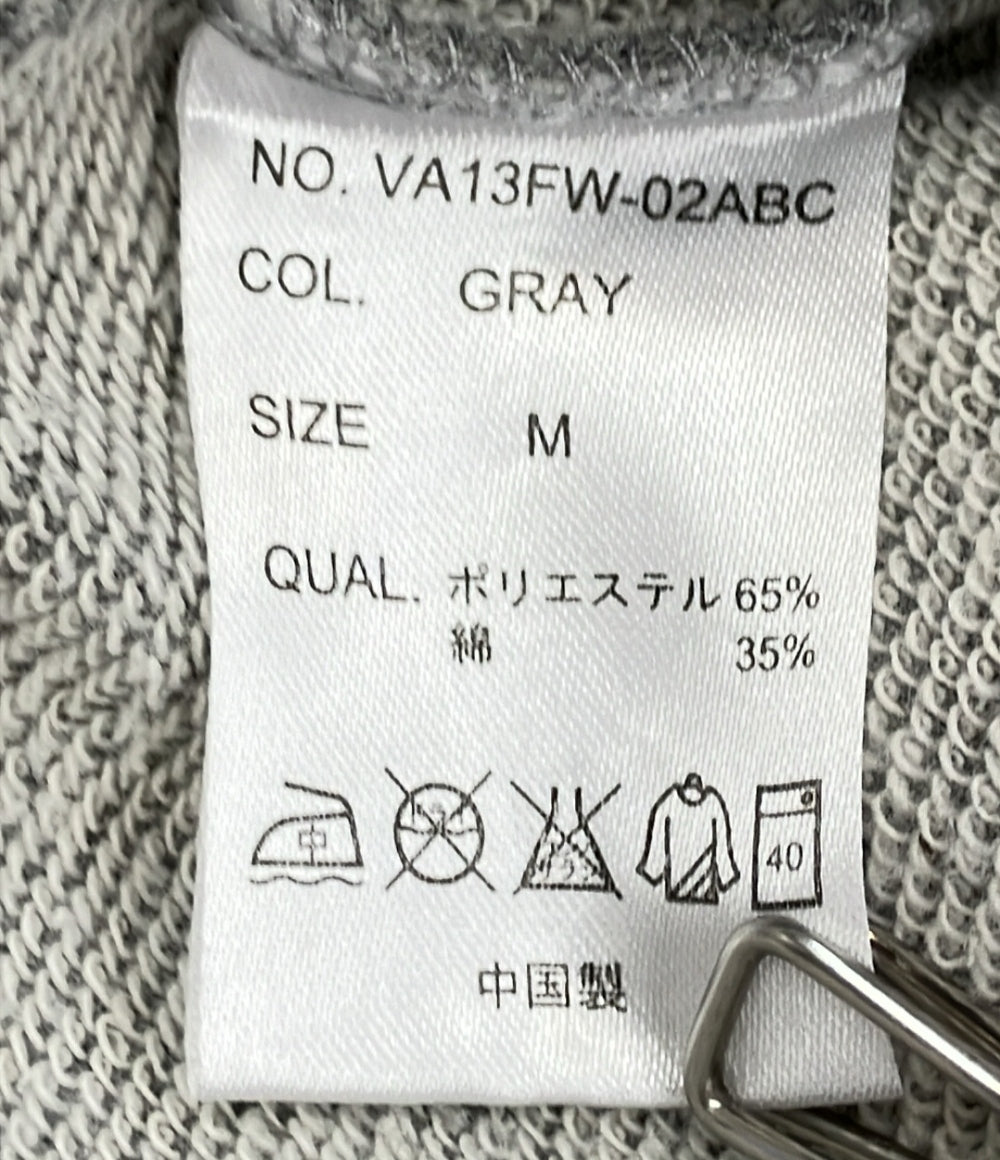 NO. VA13FW-02ABC
COL. GRAY
SIZE M
QUAL. ポリエステル 65%
綿 35%
中 40
中国製